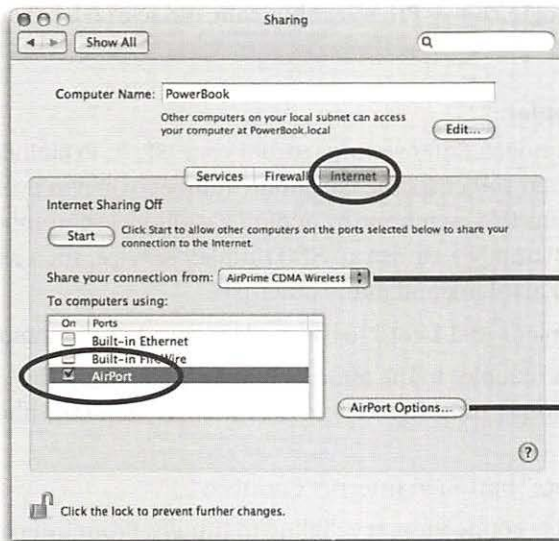 Sharing
Show All
Computer Name: PowerBook
Other computers on your local subnet can access
your computer at PowerBook.local
Edit...
Services Firewall Internet
Internet Sharing Off
Start
Click Start to allow other computers on the ports selected below to share your
connection to the Internet.
Share your connection from: AirPrime CDMA Wireless
To computers using:
On Ports
Built-in Ethernet
Built-in FireWire
AirPort
AirPort Options...
?
Click the lock to prevent further changes.